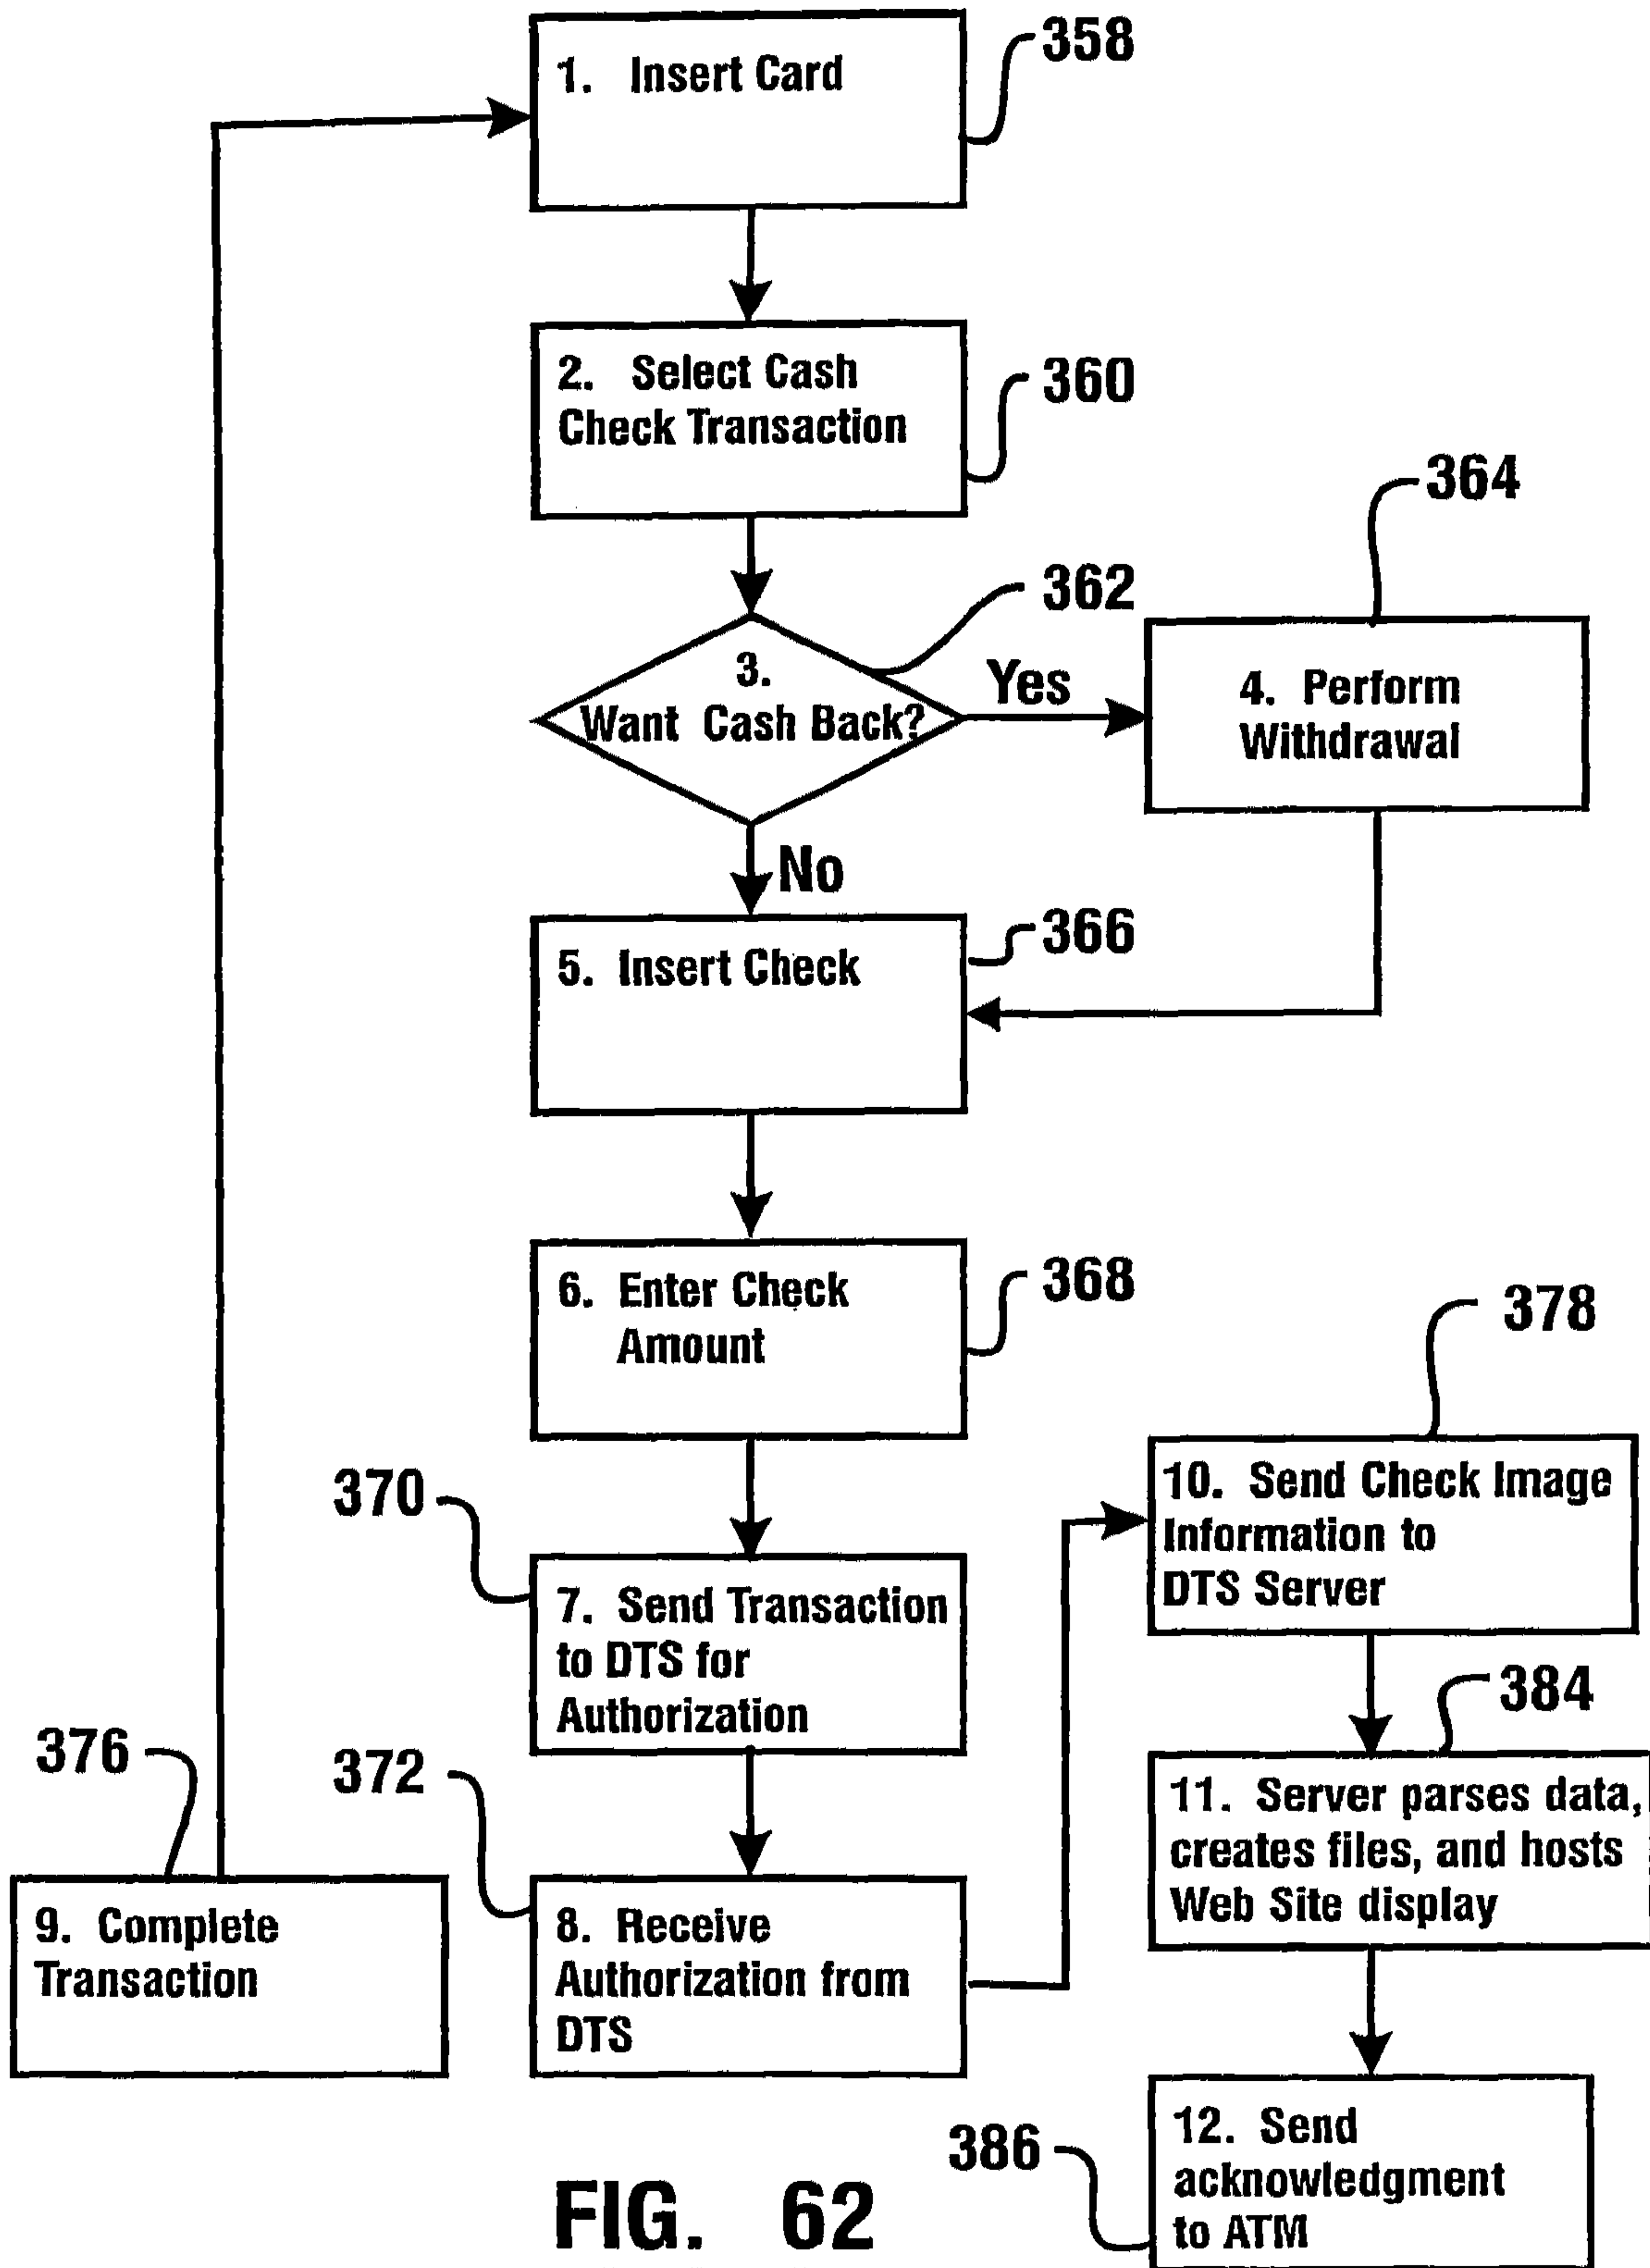 358
1. Insert Card
2. Select Cash
Check Transaction
360
364
362
3.
Want Cash Back?
Yes
4. Perform
Withdrawal
No
366
5. Insert Check
6. Enter Check
Amount
368
378
370
7. Send Transaction
to DTS for
Authorization
10. Send Check Image
Information to
DTS Server
384
376
372
11. Server parses data,
creates files, and hosts
Web Site display
9. Complete
Transaction
8. Receive
Authorization from
DTS
386
12. Send
acknowledgment
to ATM
FIG. 62